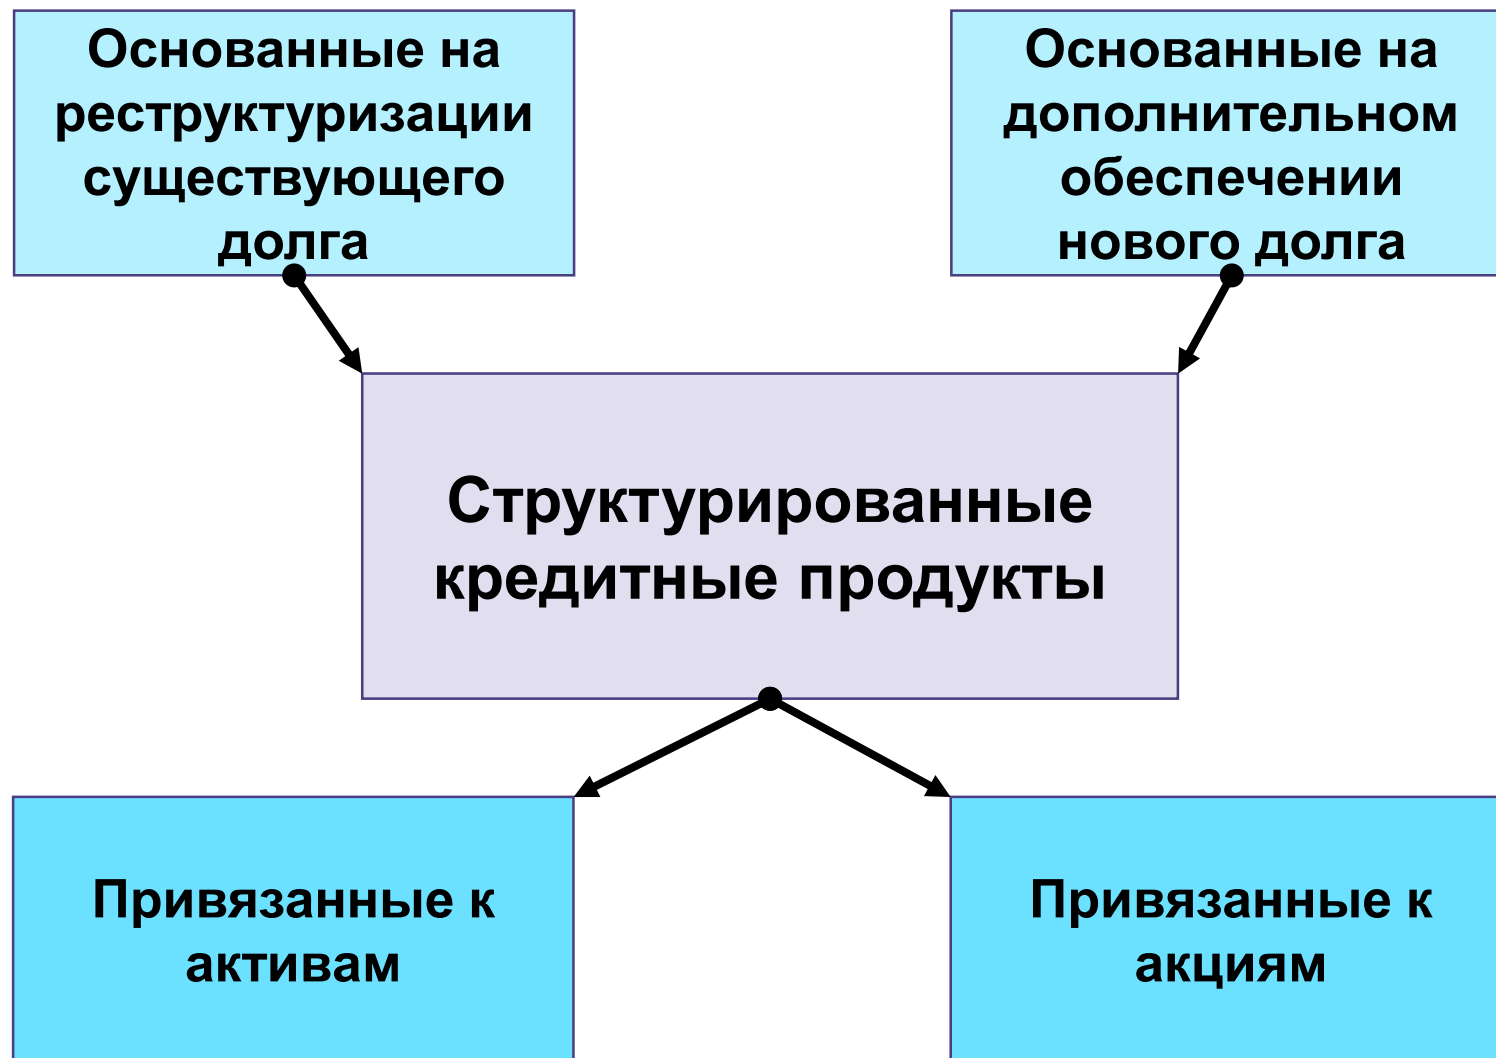 Основанные на
реструктуризации
существующего
долга
Основанные на
дополнительном
обеспечении
нового долга
Структурированные
кредитные продукты
Привязанные к
активам
Привязанные к
акциям